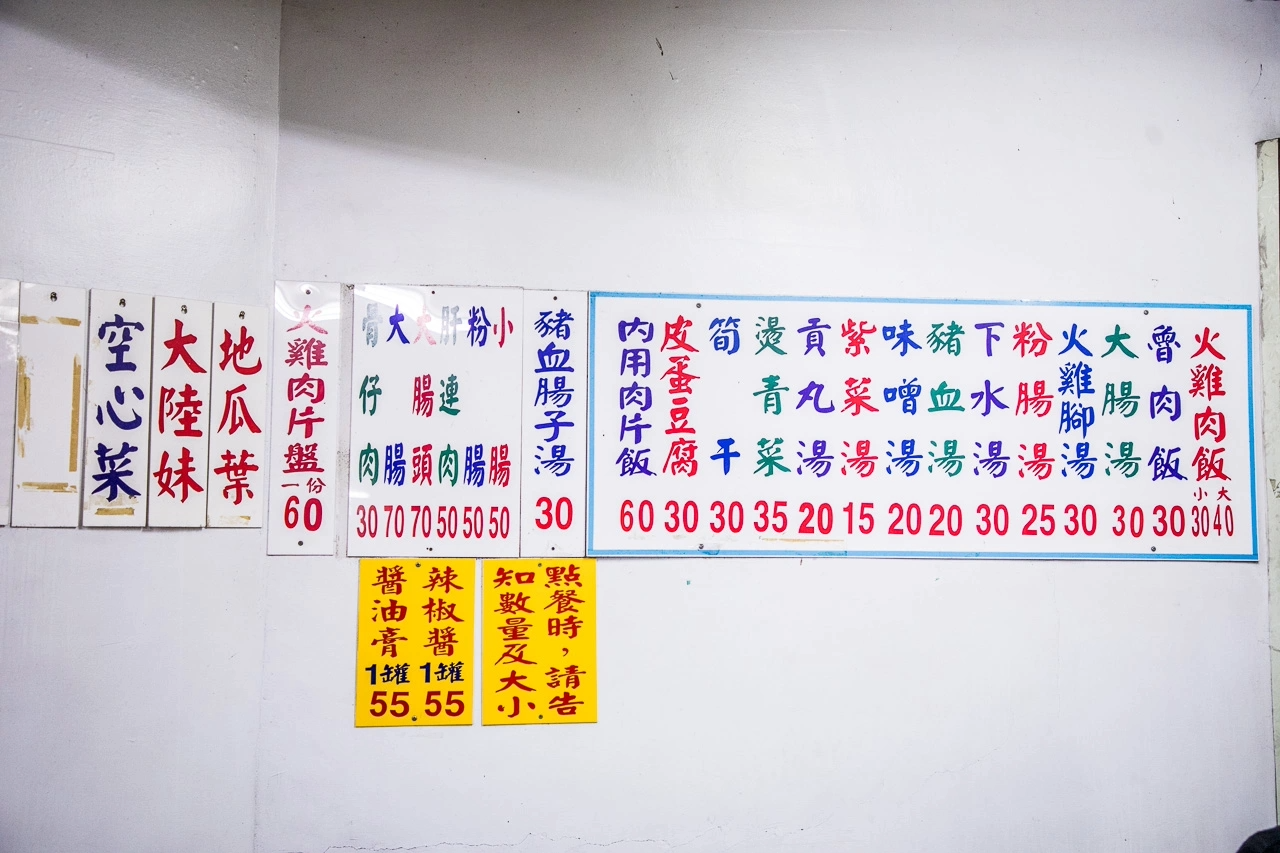 火雞肉飯 小30 大40
魯肉飯 30
大腸湯 30
火雞腳湯 30
粉腸湯 25
下水湯 30
豬血湯 20
味噌湯 20
紫菜湯 15
貢丸湯 20
燙青菜 35
筍干 30
皮蛋豆腐 30
內用肉片飯 60
豬血腸子湯 30
小腸 50
粉腸 50
肝連肉 50
大腸頭 70
大腸 70
骨仔肉 30
火雞肉片盤 一份 60
地瓜葉
大陸妹
空心菜
點餐時，請告
知數量及大小
辣椒醬 1罐 55
醬油膏 1罐 55